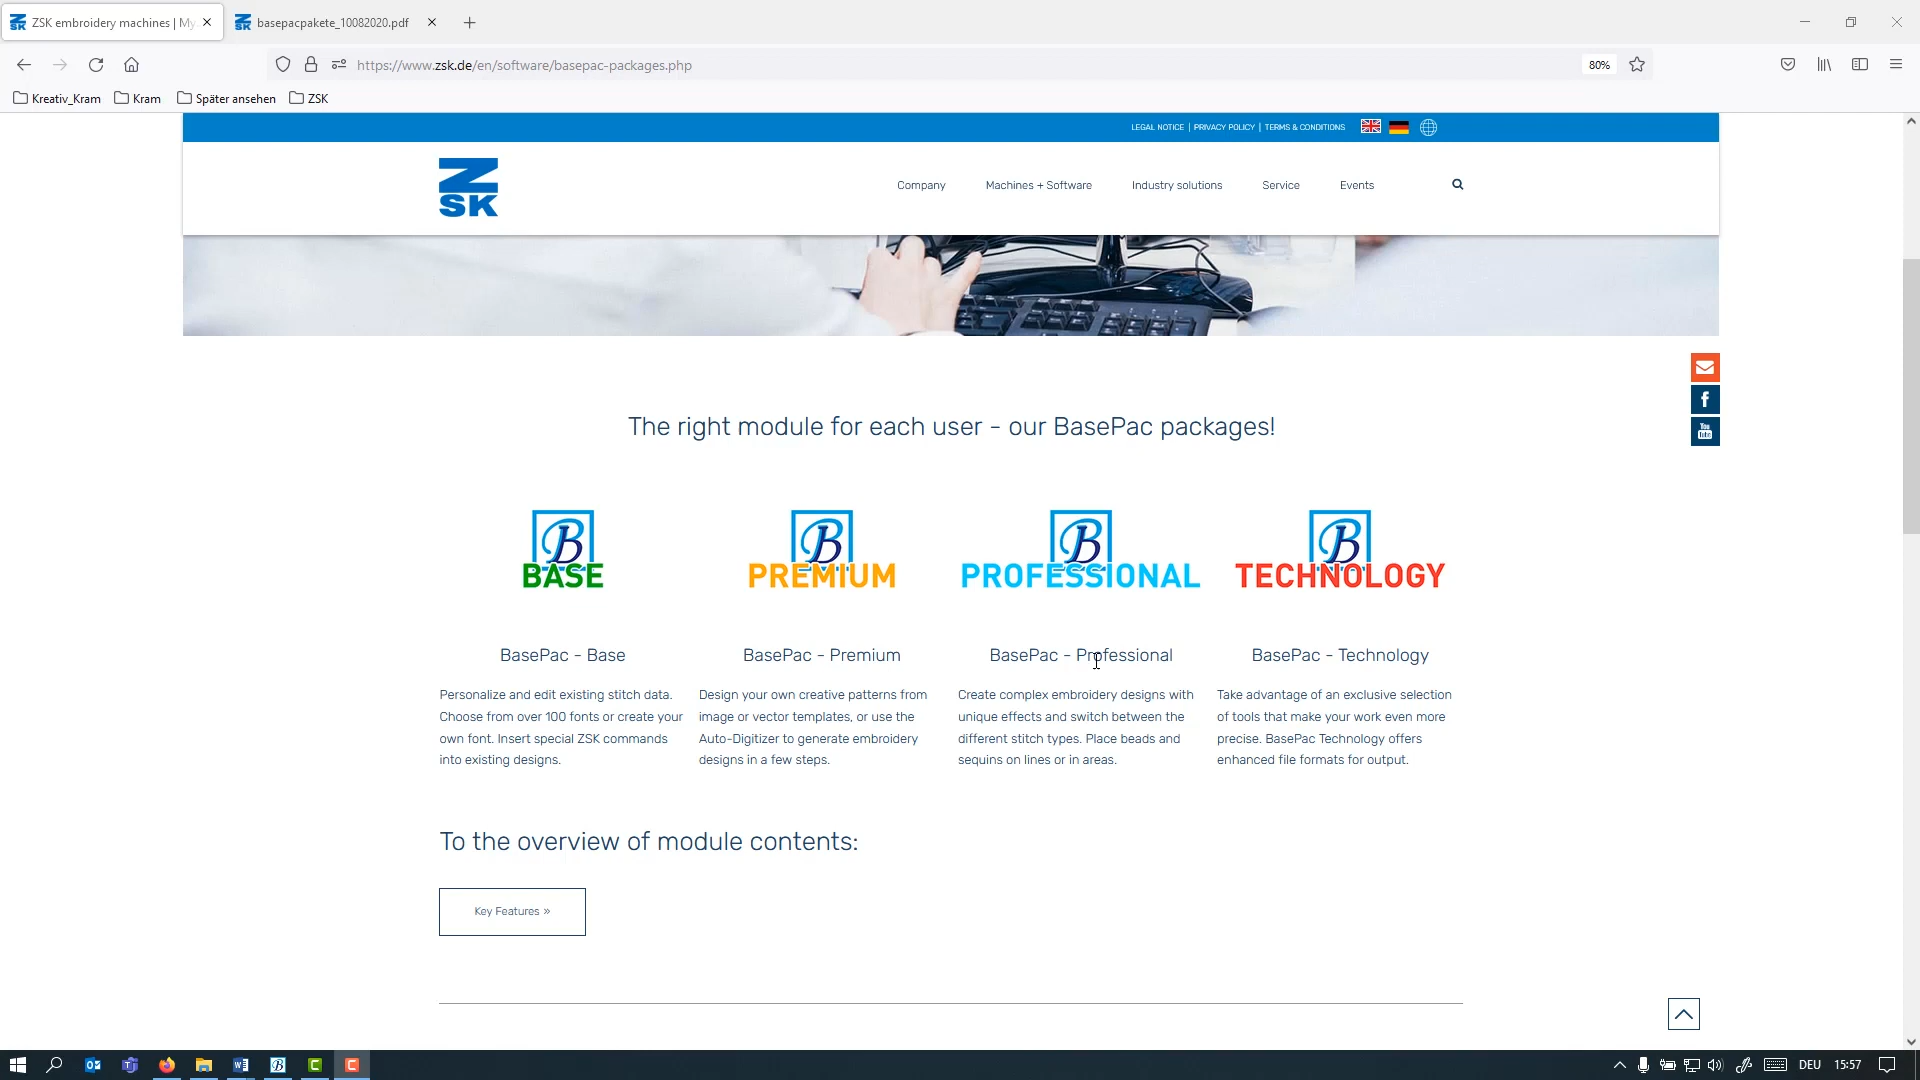 ZSK embroidery machines | My
basepacpakete_10082020.pdf
https://www.zsk.de/en/software/basepac-packages.php
80%
Kreativ_Kram
Kram
Später ansehen
ZSK
LEGAL NOTICE | PRIVACY POLICY | TERMS & CONDITIONS
Z
SK
Company
Machines + Software
Industry solutions
Service
Events
The right module for each user - our BasePac packages!
B
BASE
B
PREMIUM
B
PROFESSIONAL
B
TECHNOLOGY
BasePac - Base
Personalize and edit existing stitch data.
Choose from over 100 fonts or create your
own font. Insert special ZSK commands
into existing designs.
BasePac - Premium
Design your own creative patterns from
image or vector templates, or use the
Auto-Digitizer to generate embroidery
designs in a few steps.
BasePac - Professional
Create complex embroidery designs with
unique effects and switch between the
different stitch types. Place beads and
sequins on lines or in areas.
BasePac - Technology
Take advantage of an exclusive selection
of tools that make your work even more
precise. BasePac Technology offers
enhanced file formats for output.
To the overview of module contents:
Key Features »
DEU
15:57